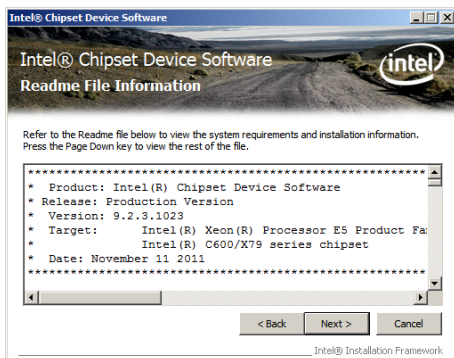 Intel® Chipset Device Software
Intel® Chipset Device Software
intel
Readme File Information
Refer to the Readme file below to view the system requirements and installation information.
Press the Page Down key to view the rest of the file.
************************************************
*   Product: Intel(R) Chipset Device Software
*  Release: Production Version
*   Version: 9.2.3.1023
*   Target:      Intel(R) Xeon(R) Processor E5 Product Fa
*                Intel(R) C600/X79 series chipset
*   Date: November 11 2011
************************************************
< Back   Next >   Cancel
Intel® Installation Framework